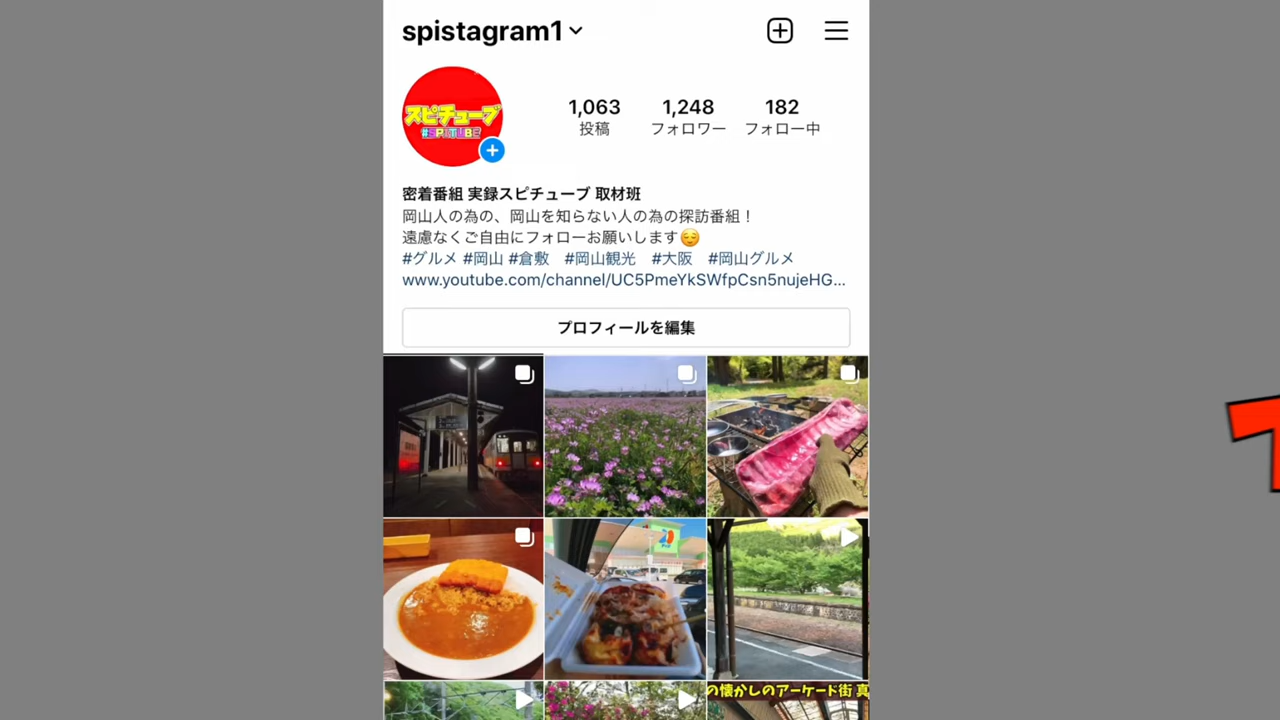 spistagram1
スピチューブ
#SPITUBE
1,063
投稿
1,248
フォロワー
182
フォロー中
密着番組 実録スピチューブ 取材班
岡山人の為の、岡山を知らない人の為の探訪番組！
遠慮なくご自由にフォローお願いします😌
#グルメ #岡山 #倉敷　#岡山観光　#大阪　#岡山グルメ
www.youtube.com/channel/UC5PmeYkSWfpCsn5nujeHG...
プロフィールを編集
の懐かしのアーケード街 真